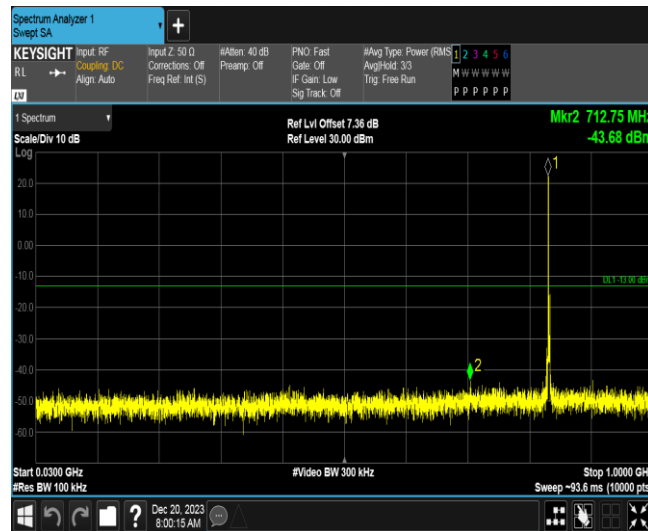 Spectrum Analyzer 1
Swept SA
+
KEYSIGHT
RL
LXI
Input: RF
Coupling: DC
Align: Auto
Input Z: 50 Ω
Corrections: Off
Freq Ref: Int (S)
#Atten: 40 dB
Preamp: Off
PNO: Fast
Gate: Off
IF Gain: Low
Sig Track: Off
#Avg Type: Power (RMS
Avg|Hold: 3/3
Trig: Free Run
1 2 3 4 5 6
M W W W W W
P P P P P P
1 Spectrum
Scale/Div 10 dB
Log
Ref Lvl Offset 7.36 dB
Ref Level 30.00 dBm
Mkr2 712.75 MHz
-43.68 dBm
1
20.0
10.0
0.00
-10.0
DL1 -13.00 dBm
-20.0
-30.0
-40.0
2
-50.0
-60.0
Start 0.0300 GHz
#Res BW 100 kHz
#Video BW 300 kHz
Stop 1.0000 GH
Sweep ~93.6 ms (10000 pts
?
Dec 20, 2023
8:00:15 AM